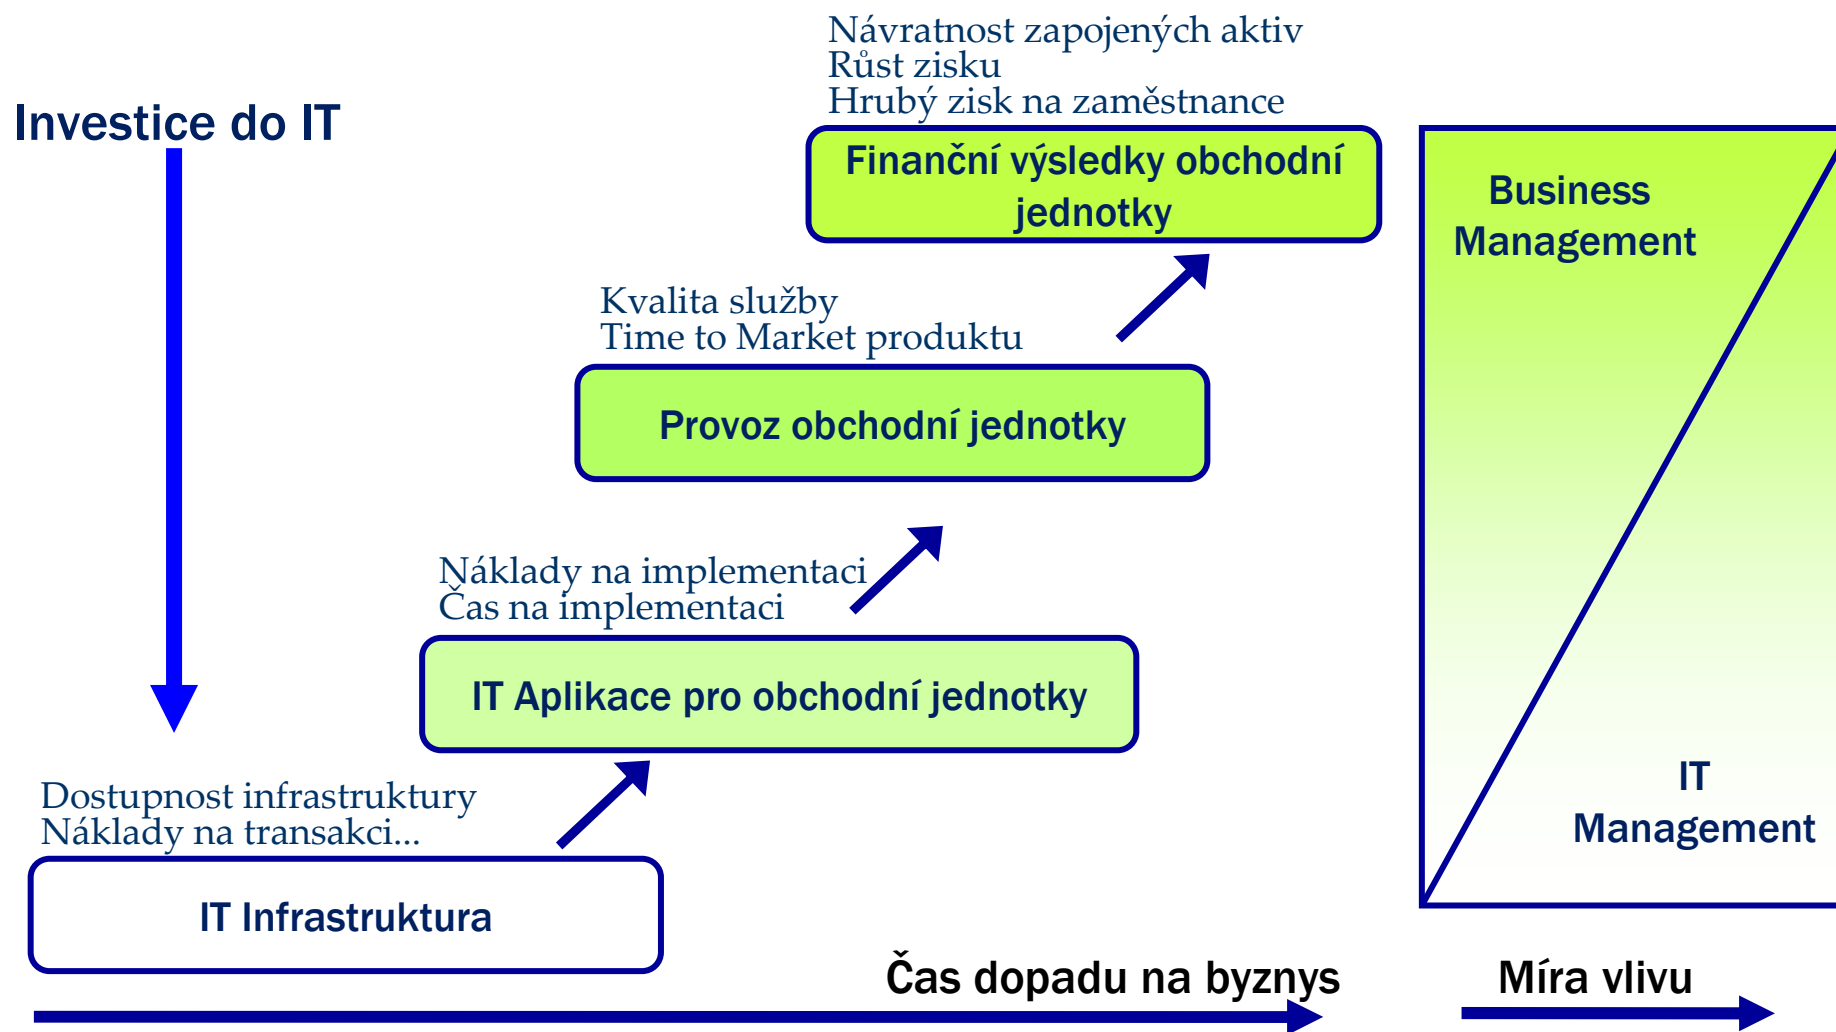 Návratnost zapojených aktiv
Růst zisku
Hrubý zisk na zaměstnance
Investice do IT
Finanční výsledky obchodní
jednotky
Business
Management
Kvalita služby
Time to Market produktu
Provoz obchodní jednotky
Náklady na implementaci
Čas na implementaci
IT Aplikace pro obchodní jednotky
IT
Management
Dostupnost infrastruktury
Náklady na transakci...
IT Infrastruktura
Čas dopadu na byznys
Míra vlivu